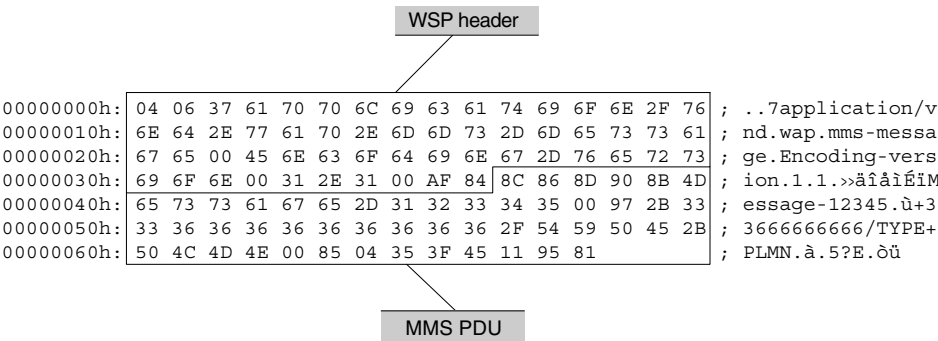 WSP header
00000000h: 04 06 37 61 70 70 6C 69 63 61 74 69 6F 6E 2F 76 ; ..7application/v
00000010h: 6E 64 2E 77 61 70 2E 6D 6D 73 2D 6D 65 73 73 61 ; nd.wap.mms-messa
00000020h: 67 65 00 45 6E 63 6F 64 69 6E 67 2D 76 65 72 73 ; ge.Encoding-vers
00000030h: 69 6F 6E 00 31 2E 31 00 AF 84 8C 86 8D 90 8B 4D ; ion.1.1.»äîåìÉïM
00000040h: 65 73 73 61 67 65 2D 31 32 33 34 35 00 97 2B 33 ; essage-12345.ù+3
00000050h: 33 36 36 36 36 36 36 36 36 36 2F 54 59 50 45 2B ; 3666666666/TYPE+
00000060h: 50 4C 4D 4E 00 85 04 35 3F 45 11 95 81 ; PLMN.à.5?E.òü
MMS PDU